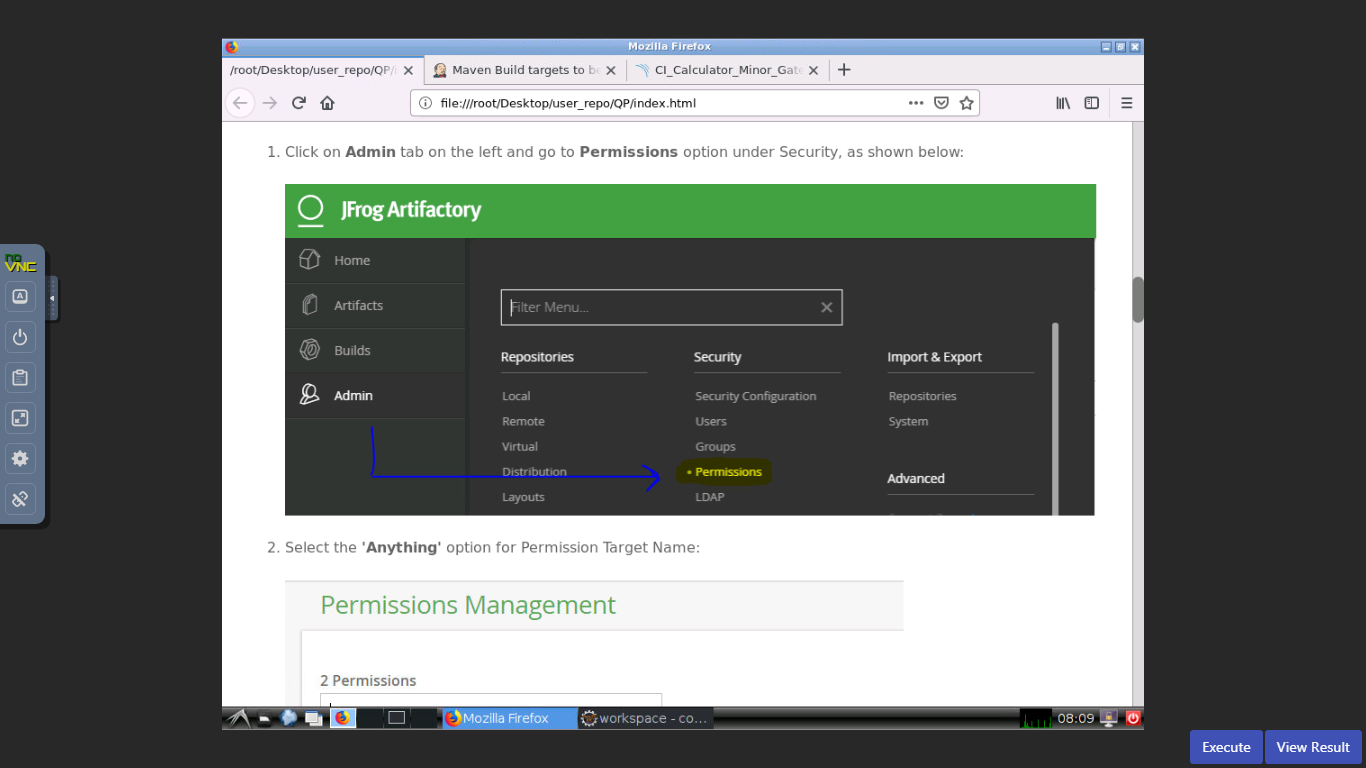 Mozilla Firefox
/root/Desktop/user_repo/QP/i
Maven Build targets to be
CI_Calculator_Minor_Gate
file:///root/Desktop/user_repo/QP/index.html
1. Click on Admin tab on the left and go to Permissions option under Security, as shown below:
JFrog Artifactory
Home
Artifacts
Builds
Admin
Filter Menu...
Repositories
Local
Remote
Virtual
Distribution
Layouts
Security
Security Configuration
Users
Groups
Permissions
LDAP
Import & Export
Repositories
System
Advanced
2. Select the 'Anything' option for Permission Target Name:
Permissions Management
2 Permissions
Mozilla Firefox
workspace - co...
08:09
no
VNC
A
Execute
View Result